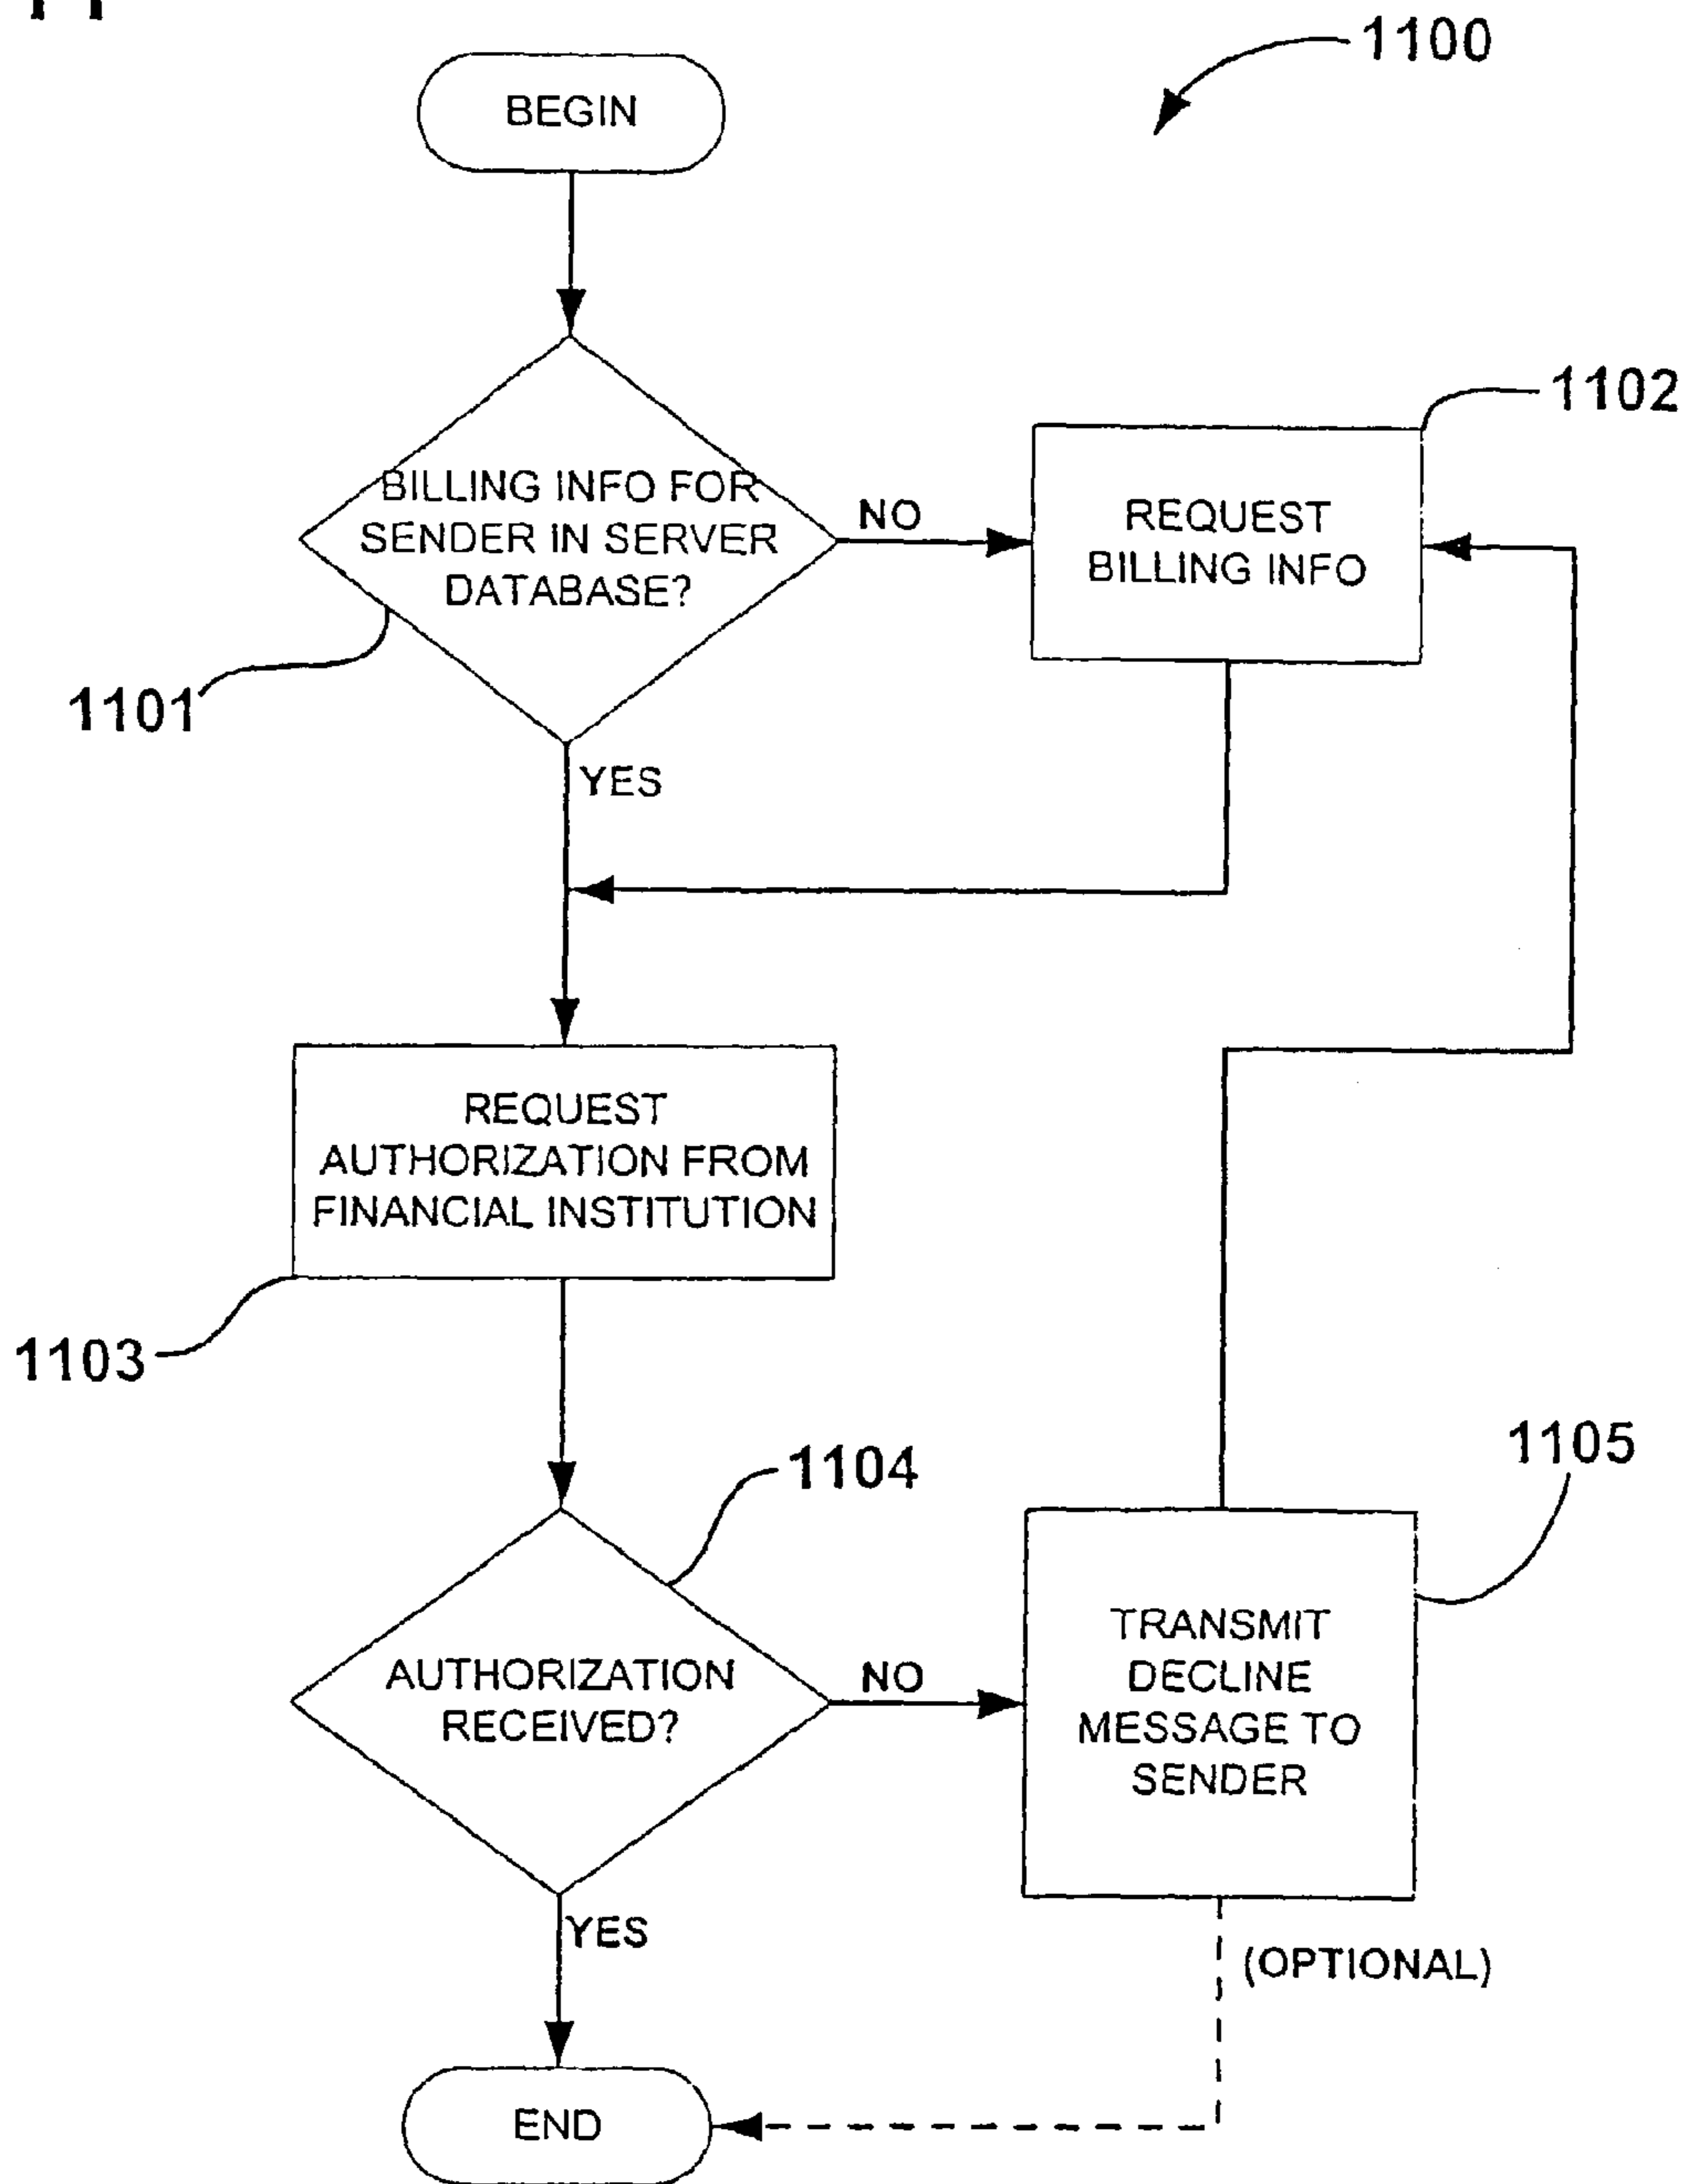 1100
BEGIN
1102
BILLING INFO FOR
SENDER IN SERVER
DATABASE?
NO
REQUEST
BILLING INFO
1101
YES
REQUEST
AUTHORIZATION FROM
FINANCIAL INSTITUTION
1103
1104
1105
AUTHORIZATION
RECEIVED?
NO
TRANSMIT
DECLINE
MESSAGE TO
SENDER
YES
(OPTIONAL)
END